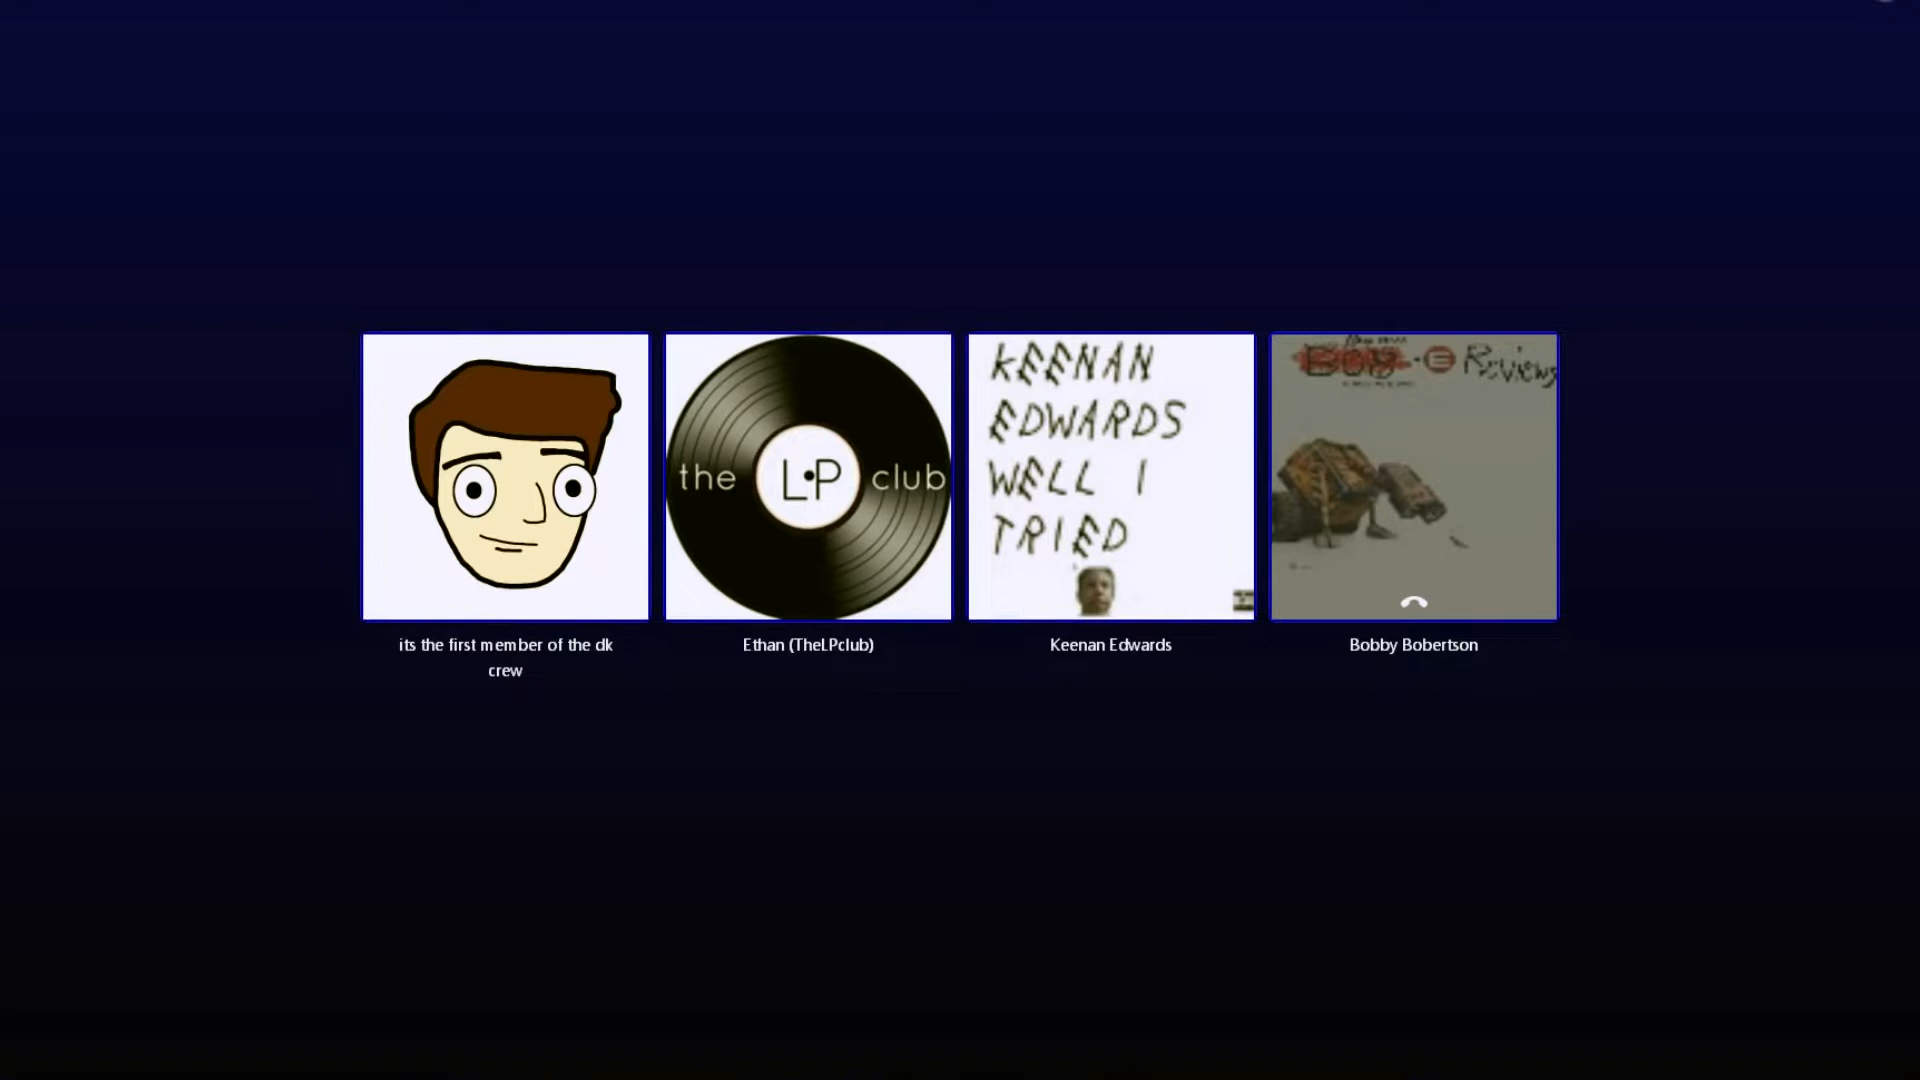 KEENAN
EDWARDS
WELL I
TRIED
the L•P club
BOB • E Reviews
its the first member of the dk
crew
Ethan (TheLPclub)
Keenan Edwards
Bobby Bobertson